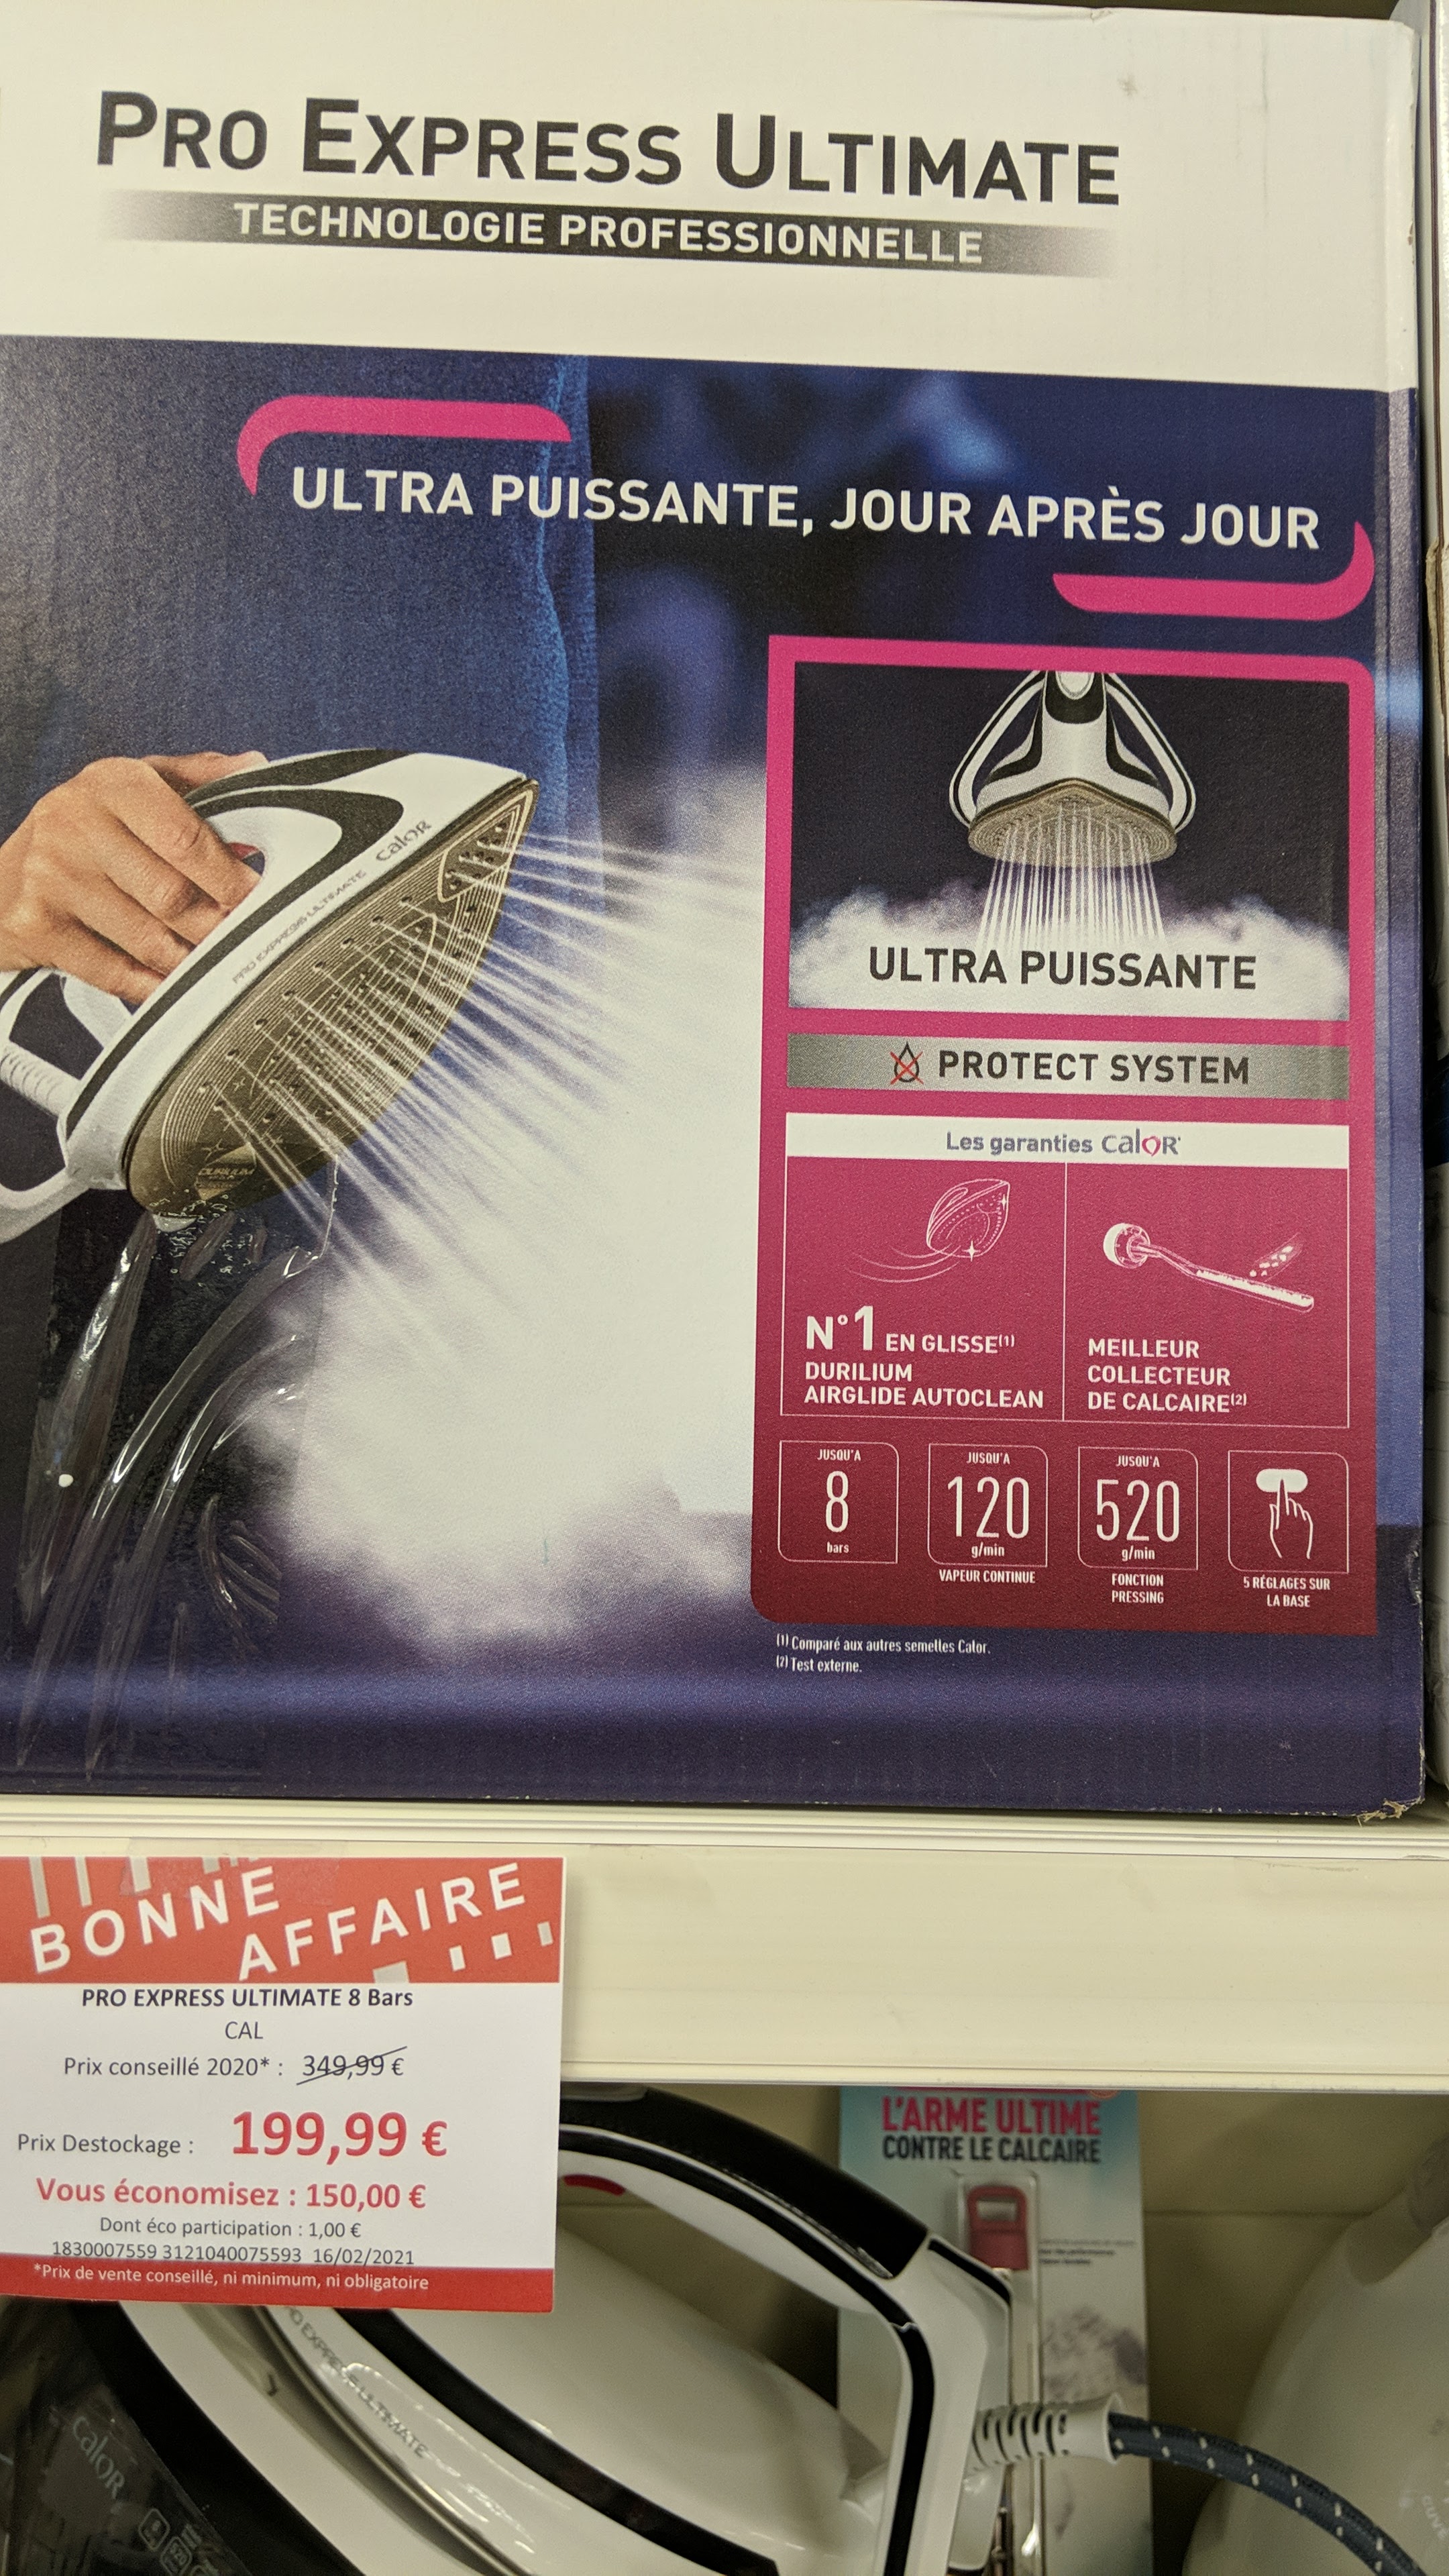 PRO EXPRESS ULTIMATE
TECHNOLOGIE PROFESSIONNELLE
ULTRA PUISSANTE, JOUR APRÈS JOUR
calor
PRO EXPRESS ULTIMATE
DURILIUM
ULTRA PUISSANTE
PROTECT SYSTEM
Les garanties calor
N°1 EN GLISSE(1)
DURILIUM
AIRGLIDE AUTOCLEAN
MEILLEUR
COLLECTEUR
DE CALCAIRE(2)
JUSQU'A
8
bars
JUSQU'A
120
g/min
VAPEUR CONTINUE
JUSQU'A
520
g/min
FONCTION
PRESSING
5 RÉGLAGES SUR
LA BASE
(1) Comparé aux autres semelles Calor.
(2) Test externe.
BONNE
AFFAIRE
PRO EXPRESS ULTIMATE 8 Bars
CAL
Prix conseillé 2020* : 349,99 €
Prix Destockage : 199,99 €
Vous économisez : 150,00 €
Dont éco participation : 1,00 €
1830007559 3121040075593 16/02/2021
*Prix de vente conseillé, ni minimum, ni obligatoire
L'ARME ULTIME
CONTRE LE CALCAIRE
PRO EXPRESS ULTIMATE
calor